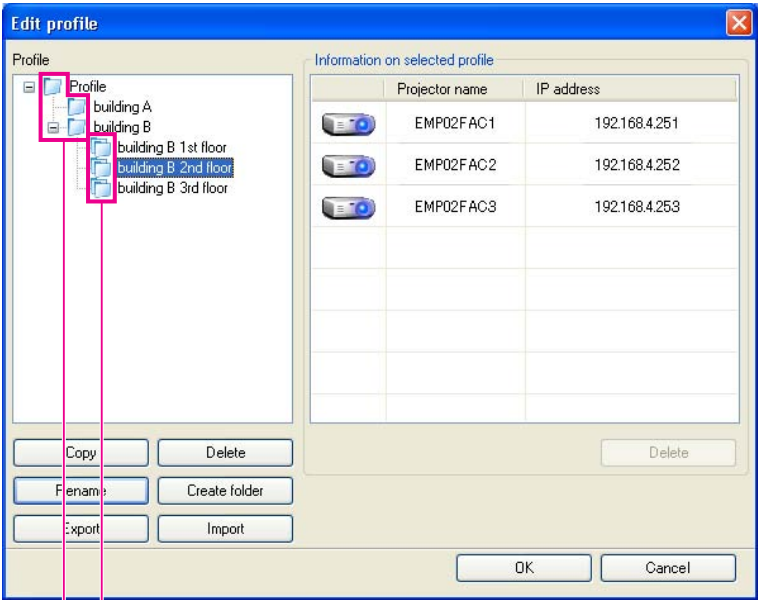 Edit profile
Profile
Profile
building A
building B
building B 1st floor
building B 2nd floor
building B 3rd floor
Copy
Delete
Rename
Create folder
Export
Import
Information on selected profile
Projector name IP address
EMP02FAC1 192.168.4.251
EMP02FAC2 192.168.4.252
EMP02FAC3 192.168.4.253
Delete
OK
Cancel